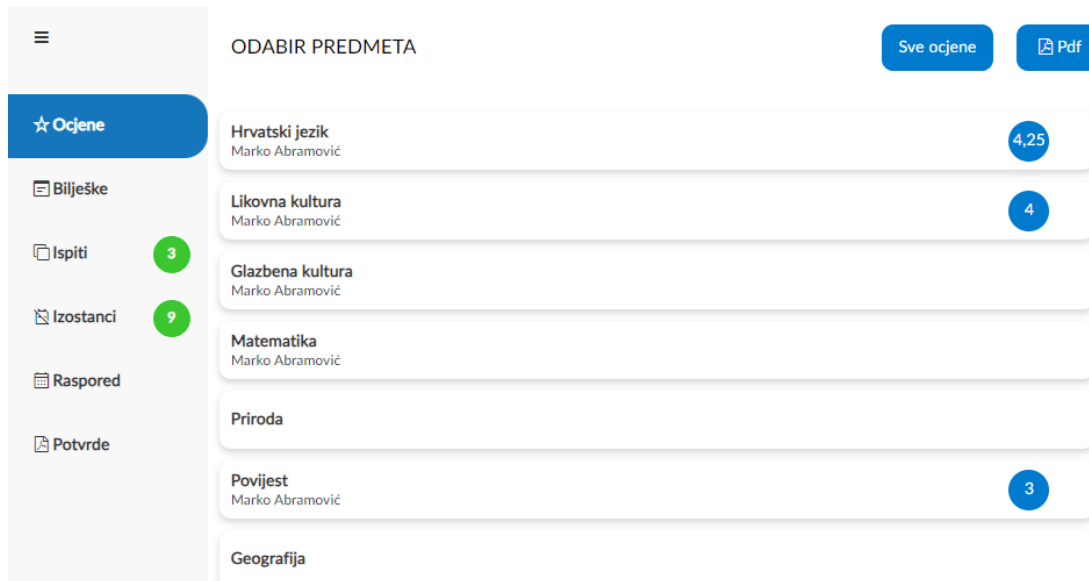 ODABIR PREDMETA
Sve ocjene
Pdf
Ocjene
Bilješke
Ispiti 3
Izostanci 9
Raspored
Potvrde
Hrvatski jezik
Marko Abramović
4,25
Likovna kultura
Marko Abramović
4
Glazbena kultura
Marko Abramović
Matematika
Marko Abramović
Priroda
Povijest
Marko Abramović
3
Geografija